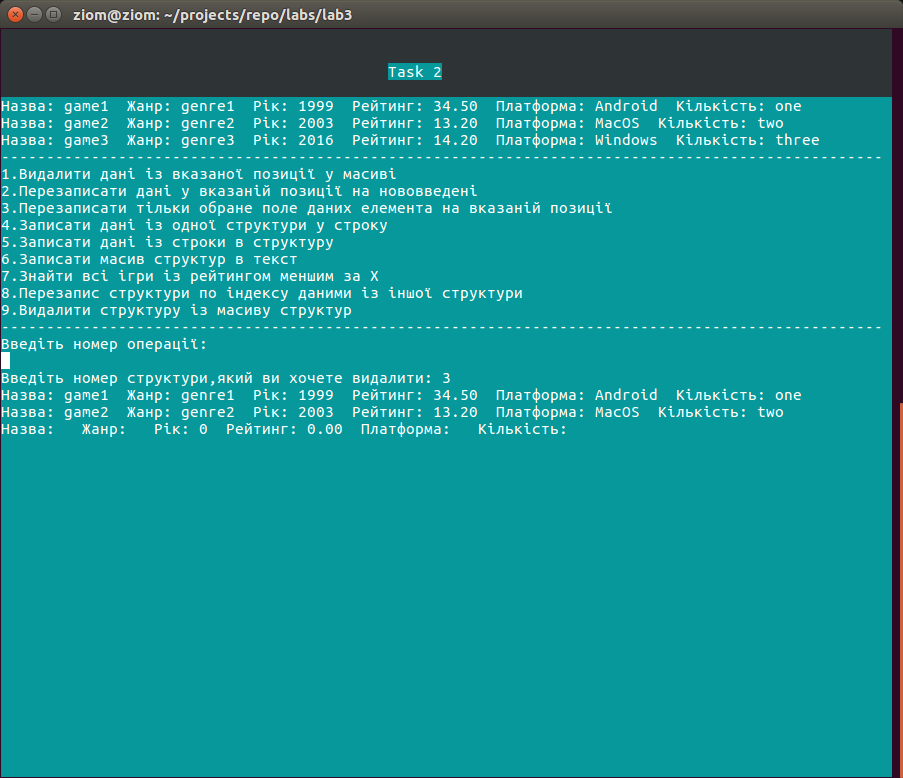 ziom@ziom: ~/projects/repo/labs/lab3
Task 2
Назва: game1  Жанр: genre1  Рік: 1999  Рейтинг: 34.50  Платформа: Android  Кількість: one
Назва: game2  Жанр: genre2  Рік: 2003  Рейтинг: 13.20  Платформа: MacOS  Кількість: two
Назва: game3  Жанр: genre3  Рік: 2016  Рейтинг: 14.20  Платформа: Windows  Кількість: three
--------------------------------------------------------------------------------------------------
1.Видалити дані із вказаної позиції у масиві
2.Перезаписати дані у вказаній позиції на нововведені
3.Перезаписати тільки обране поле даних елемента на вказаній позиції
4.Записати дані із одної структури у строку
5.Записати дані із строки в структуру
6.Записати масив структур в текст
7.Знайти всі ігри із рейтингом меншим за X
8.Перезапис структури по індексу даними із іншої структури
9.Видалити структуру із масиву структур
--------------------------------------------------------------------------------------------------
Введіть номер операції:
Введіть номер структури,який ви хочете видалити: 3
Назва: game1  Жанр: genre1  Рік: 1999  Рейтинг: 34.50  Платформа: Android  Кількість: one
Назва: game2  Жанр: genre2  Рік: 2003  Рейтинг: 13.20  Платформа: MacOS  Кількість: two
Назва:   Жанр:   Рік: 0  Рейтинг: 0.00  Платформа:   Кількість: